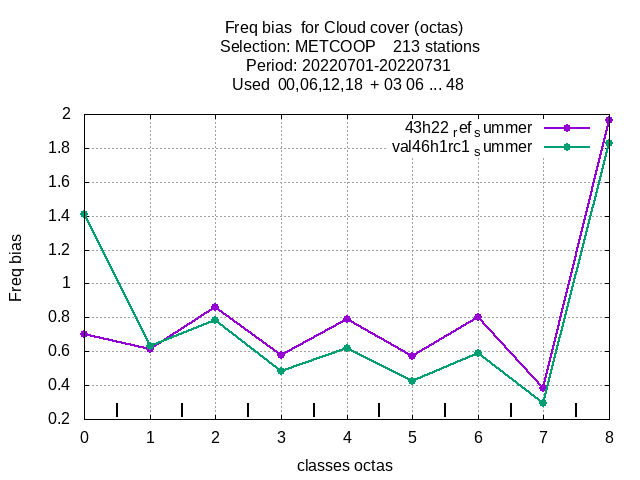 Freq bias  for Cloud cover (octas)
Selection: METCOOP    213 stations
Period: 20220701-20220731
Used  00,06,12,18  + 03 06 ... 48
43h22 ref summer
val46h1rc1 summer
2
1.8
1.6
1.4
1.2
1
0.8
0.6
0.4
0.2
Freq bias
0 1 2 3 4 5 6 7 8
classes octas